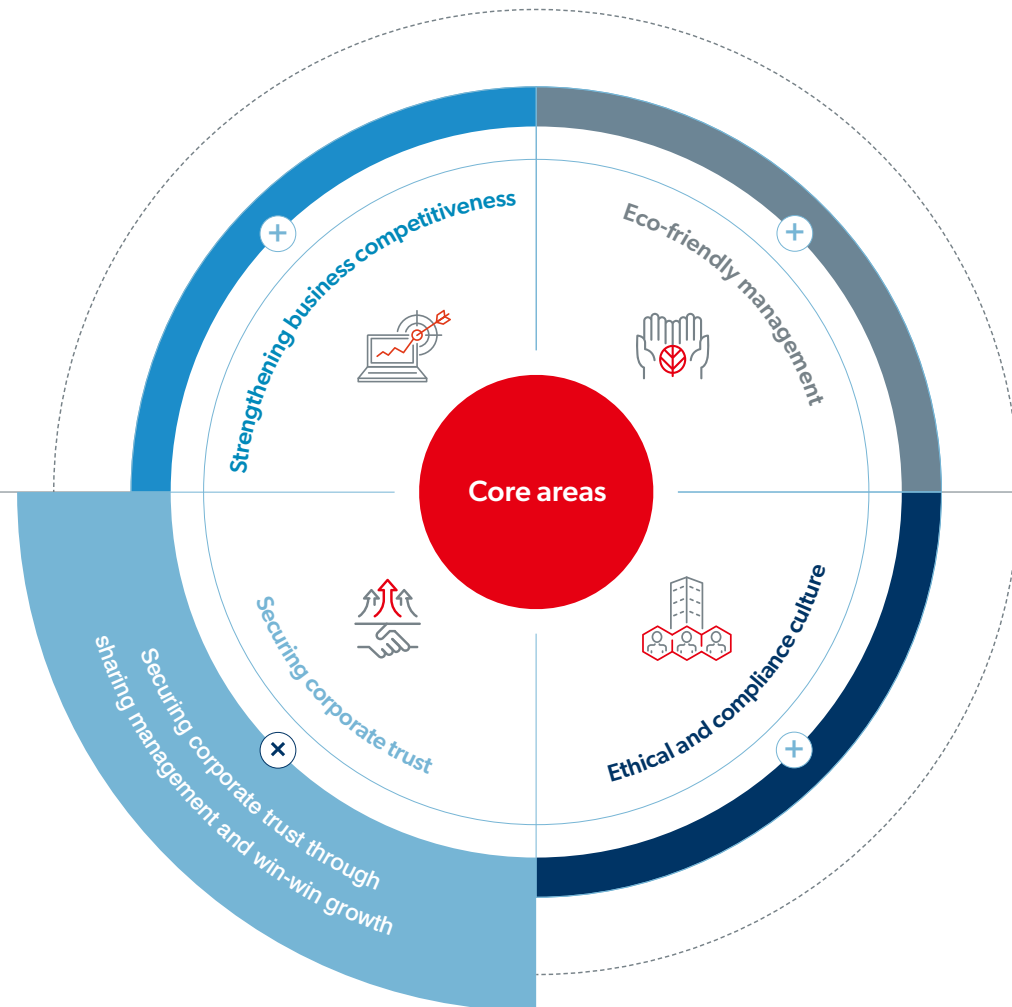 Strengthening business competitiveness
Eco-friendly management
Core areas
Securing corporate trust
Ethical and compliance culture
Securing corporate trust through
sharing management and win-win growth